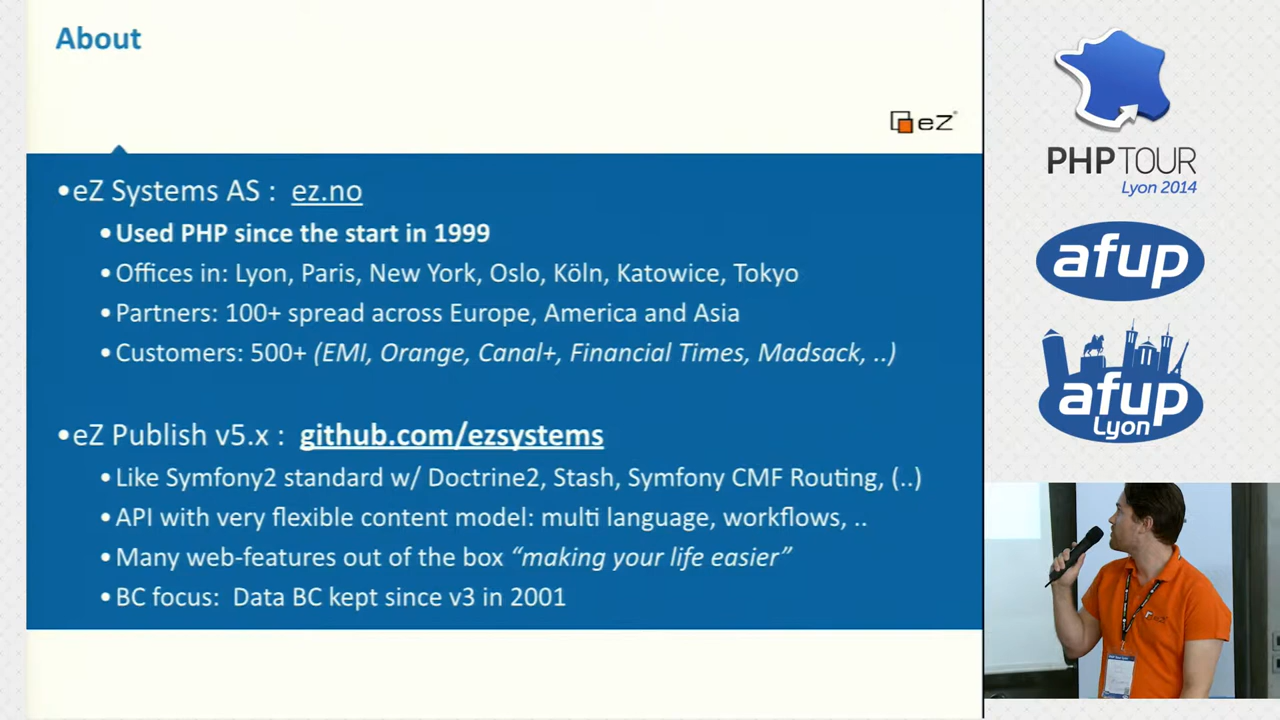 About
eZ
•eZ Systems AS : ez.no
•Used PHP since the start in 1999
•Offices in: Lyon, Paris, New York, Oslo, Köln, Katowice, Tokyo
•Partners: 100+ spread across Europe, America and Asia
•Customers: 500+ (EMI, Orange, Canal+, Financial Times, Madsack, ..)
•eZ Publish v5.x : github.com/ezsystems
•Like Symfony2 standard w/ Doctrine2, Stash, Symfony CMF Routing, (..)
•API with very flexible content model: multi language, workflows, ..
•Many web-features out of the box “making your life easier”
•BC focus: Data BC kept since v3 in 2001
PHP TOUR
Lyon 2014
afup
afup
Lyon
eZ